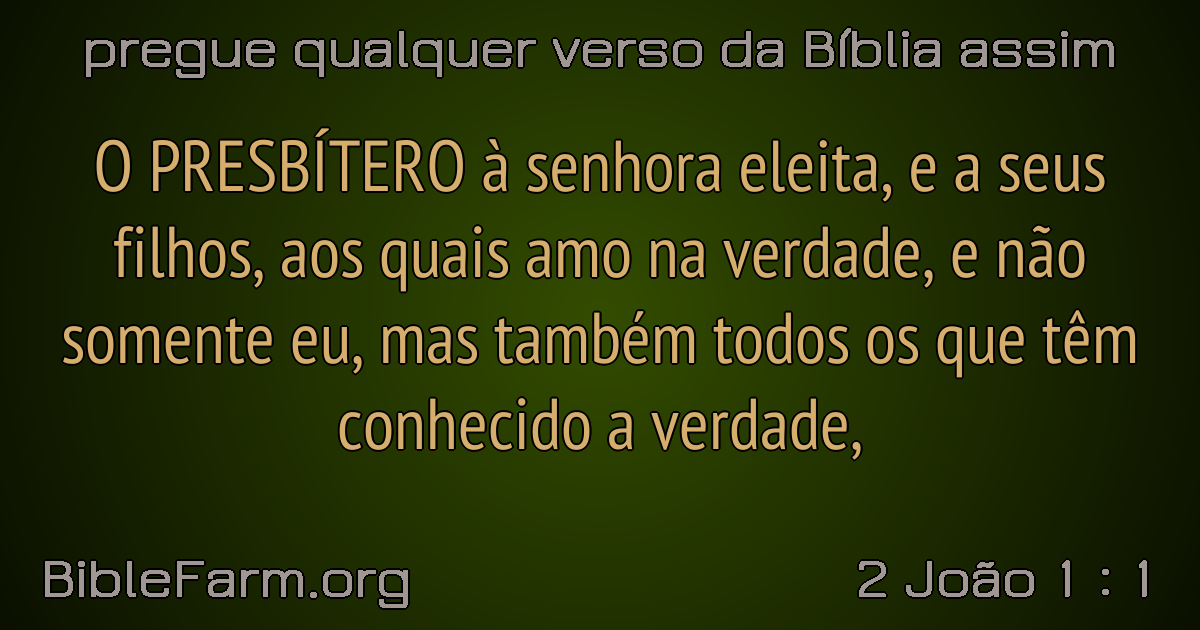 pregue qualquer verso da Bíblia assim
O PRESBÍTERO à senhora eleita, e a seus
filhos, aos quais amo na verdade, e não
somente eu, mas também todos os que têm
conhecido a verdade,
BibleFarm.org
2 João 1 : 1